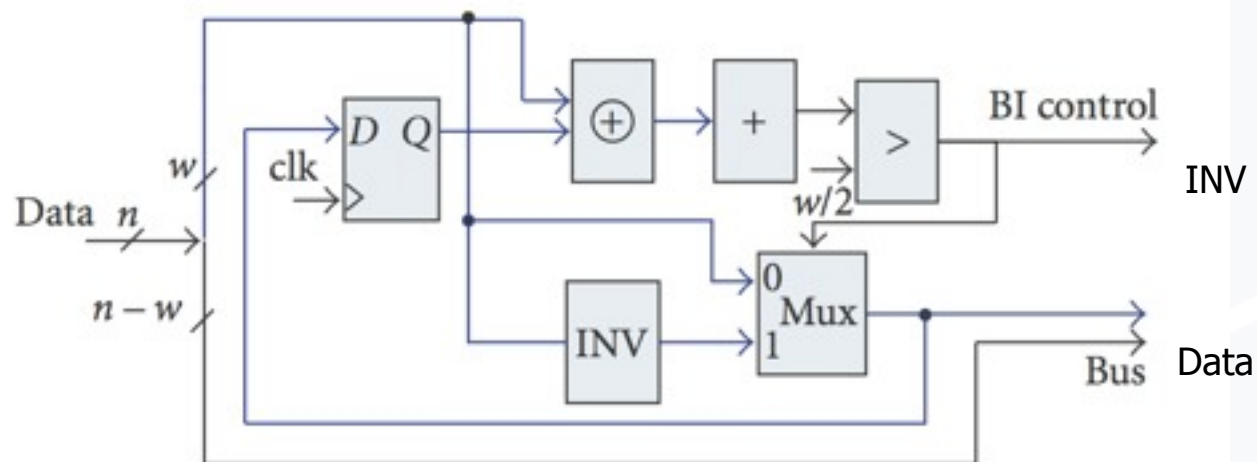 BI control
D Q
⊕
+
>
w
clk
w/2
INV
Data n
0
Mux
n − w
INV
1
Bus
Data